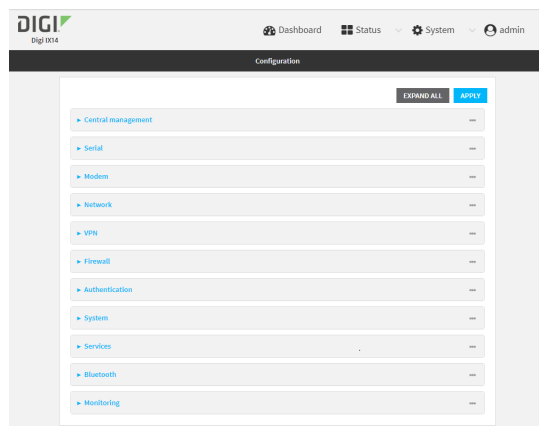 DIGI.
Digi IX14
Dashboard
Status
System
admin
Configuration
EXPAND ALL
APPLY
Central management
Serial
Modem
Network
VPN
Firewall
Authentication
System
Services
Bluetooth
Monitoring